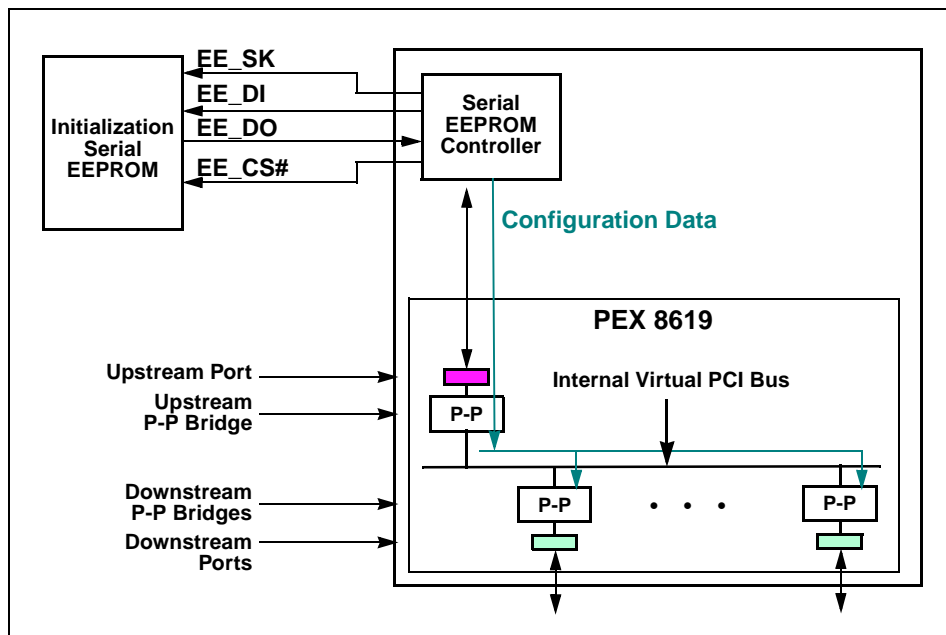 EE_SK
EE_DI
EE_DO
EE_CS#
Initialization
Serial
EEPROM
Serial
EEPROM
Controller
Configuration Data
PEX 8619
Upstream Port
Internal Virtual PCI Bus
Upstream
P-P Bridge
P-P
Downstream
P-P Bridges
P-P
• • •
P-P
Downstream
Ports